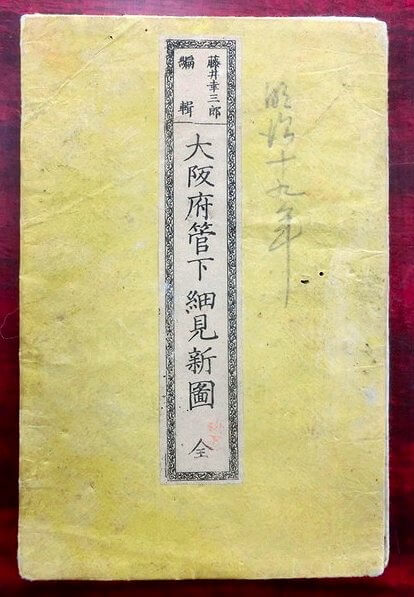 明治十九年
藤井幸三郎
編輯
大阪府管下細見新圖
全